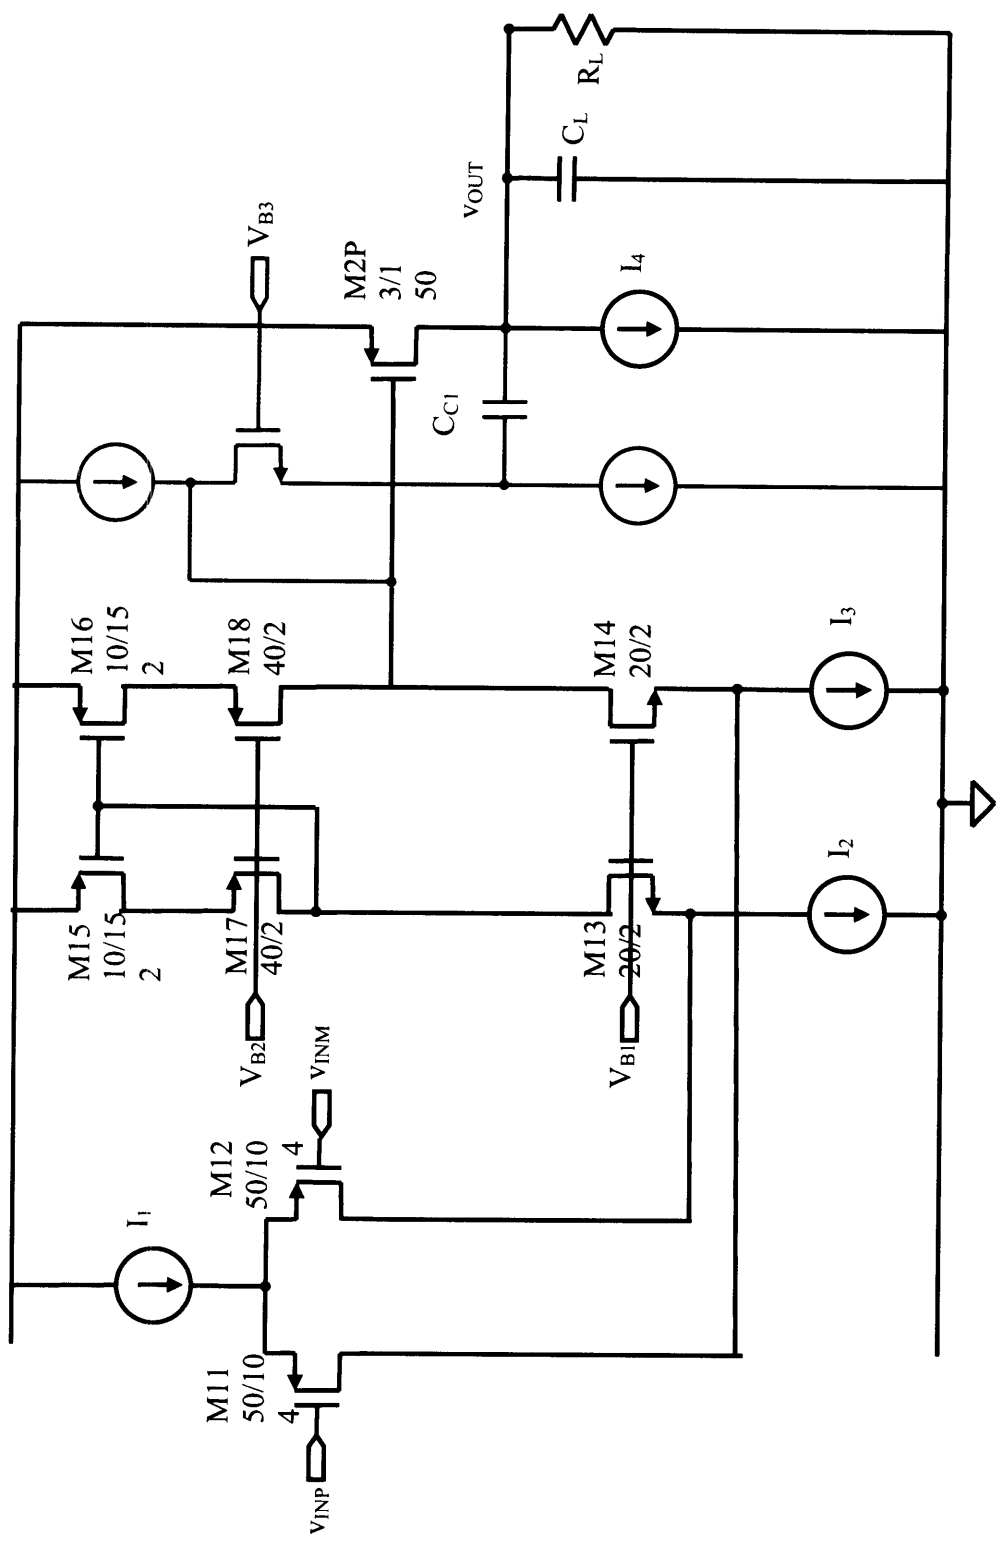 VINP
M11
50/10
4
I1
M12
50/10
4
VINM
VB2
VB1
M15
10/15
2
M17
40/2
M13
20/2
I2
M16
10/15
2
M18
40/2
M14
20/2
I3
CC1
VB3
M2P
3/1
50
I4
VOUT
CL
RL